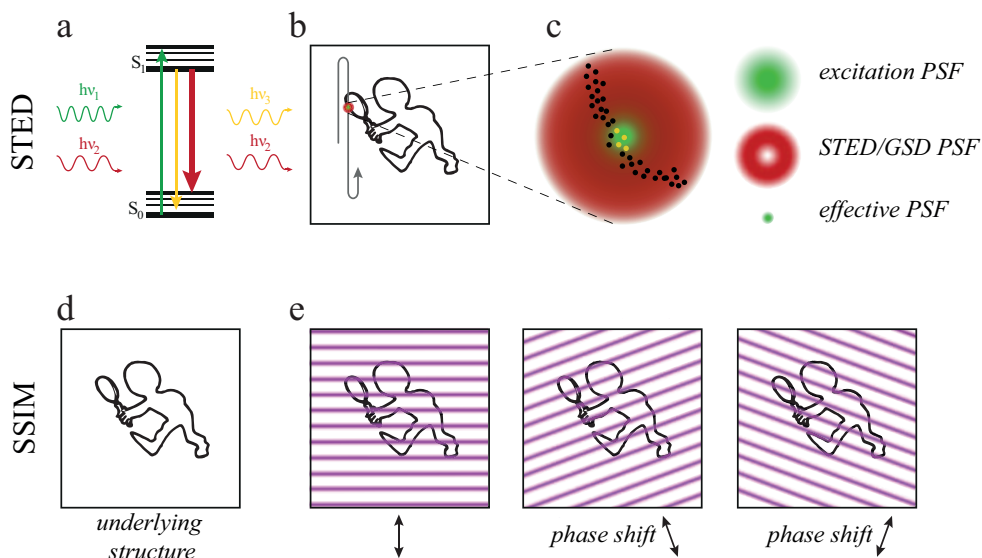 a
b
c
STED
S₁
S₀
hν₁
hν₂
hν₃
hν₂
excitation PSF
STED/GSD PSF
effective PSF
d
e
SSIM
underlying
structure
phase shift
phase shift